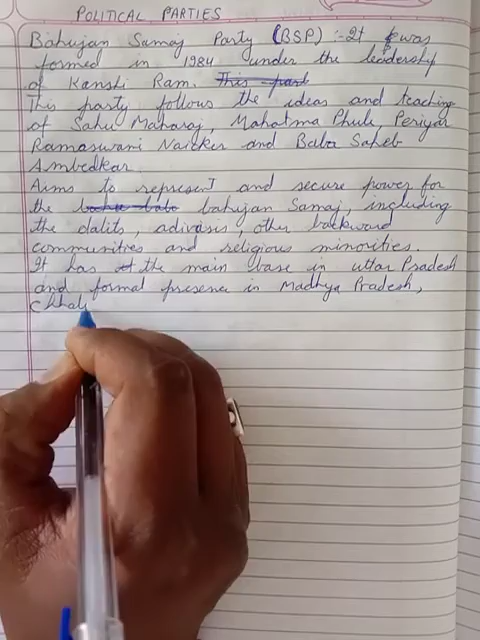 POLITICAL PARTIES
Bahujan Samaj Party (BSP) :- It was
formed in 1984 under the leadership
of Kanshi Ram. This part
This party follows the ideas and teaching
of Sahu Maharaj, Mahatma Phule, Periyar
Ramaswani Naicker and Baba Saheb
Ambedkar
Aims to represent and secure power for
the bahujan Samaj, including
the dalits, adivasis, other backward
communities and religious minorities.
It has the main base in uttar Pradesh
and formal presence in Madhya Pradesh,
Chhat